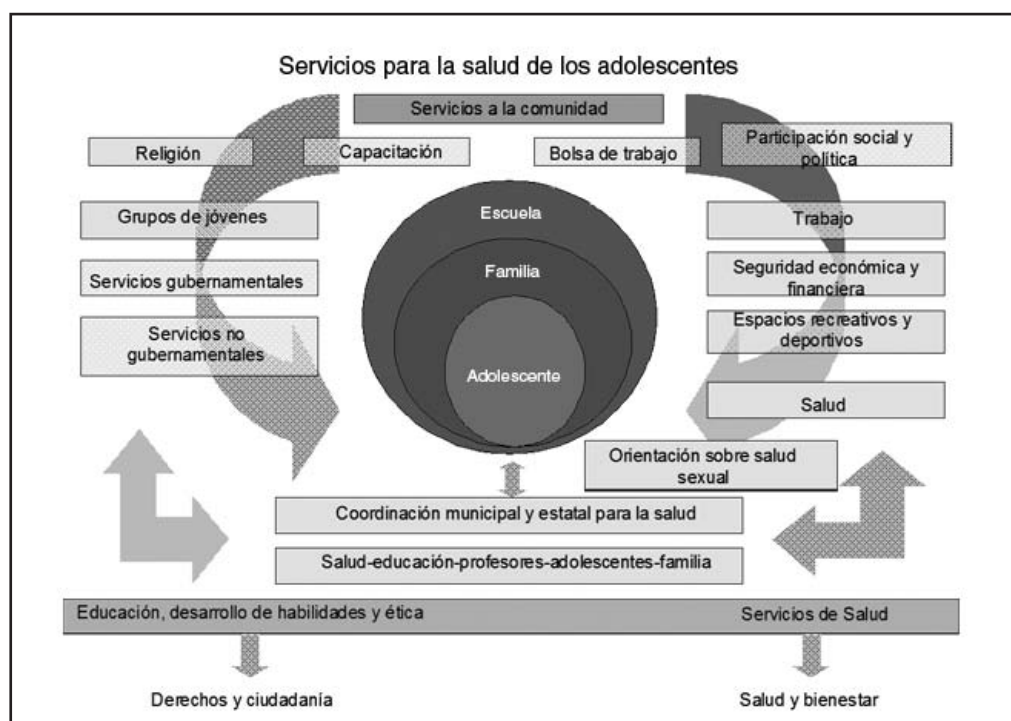 Servicios para la salud de los adolescentes
Servicios a la comunidad
Religión
Capacitación
Bolsa de trabajo
Participación social y
política
Grupos de jóvenes
Escuela
Trabajo
Servicios gubernamentales
Familia
Seguridad económica y
financiera
Servicios no
gubernamentales
Espacios recreativos y
deportivos
Adolescente
Salud
Orientación sobre salud
sexual
Coordinación municipal y estatal para la salud
Salud-educación-profesores-adolescentes-familia
Educación, desarrollo de habilidades y ética
Servicios de Salud
Derechos y ciudadanía
Salud y bienestar